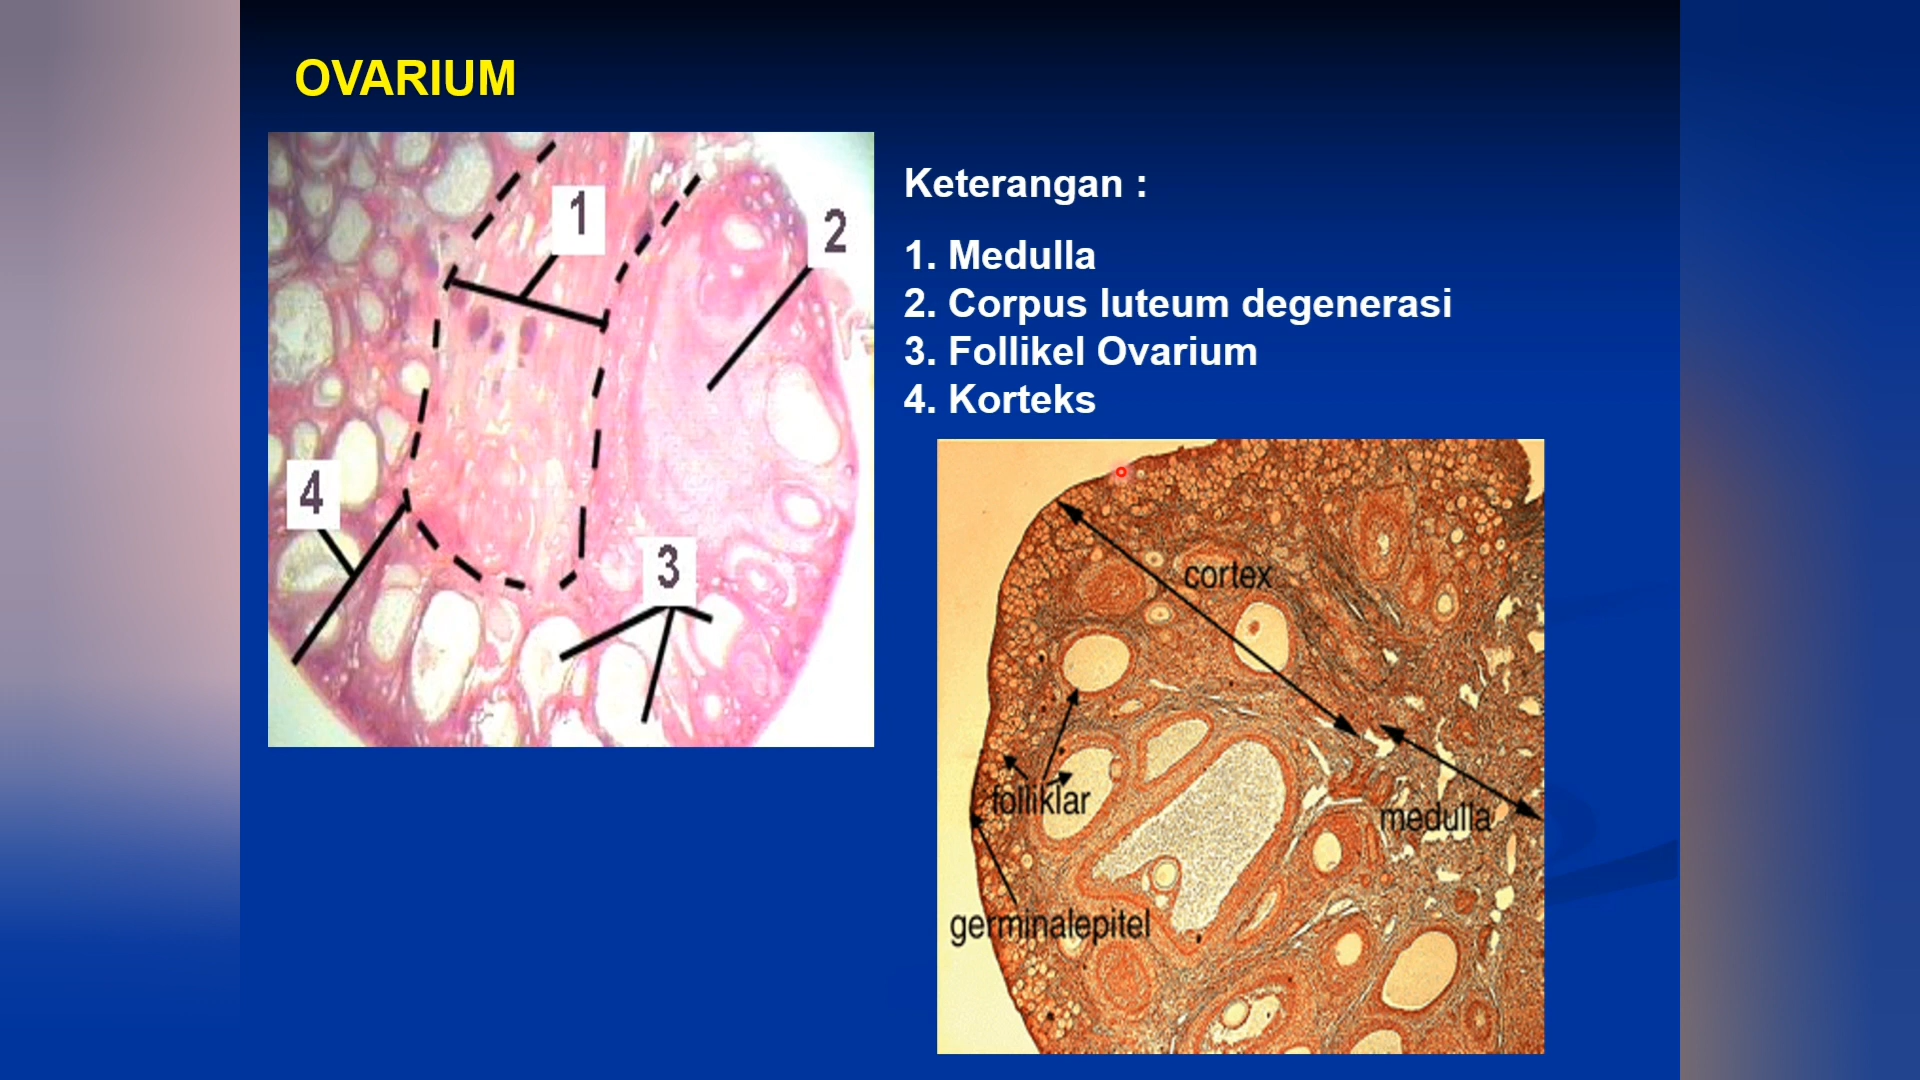 OVARIUM
1
2
3
4
Keterangan :
1. Medulla
2. Corpus luteum degenerasi
3. Follikel Ovarium
4. Korteks
cortex
folliklar
medulla
germinalepitel